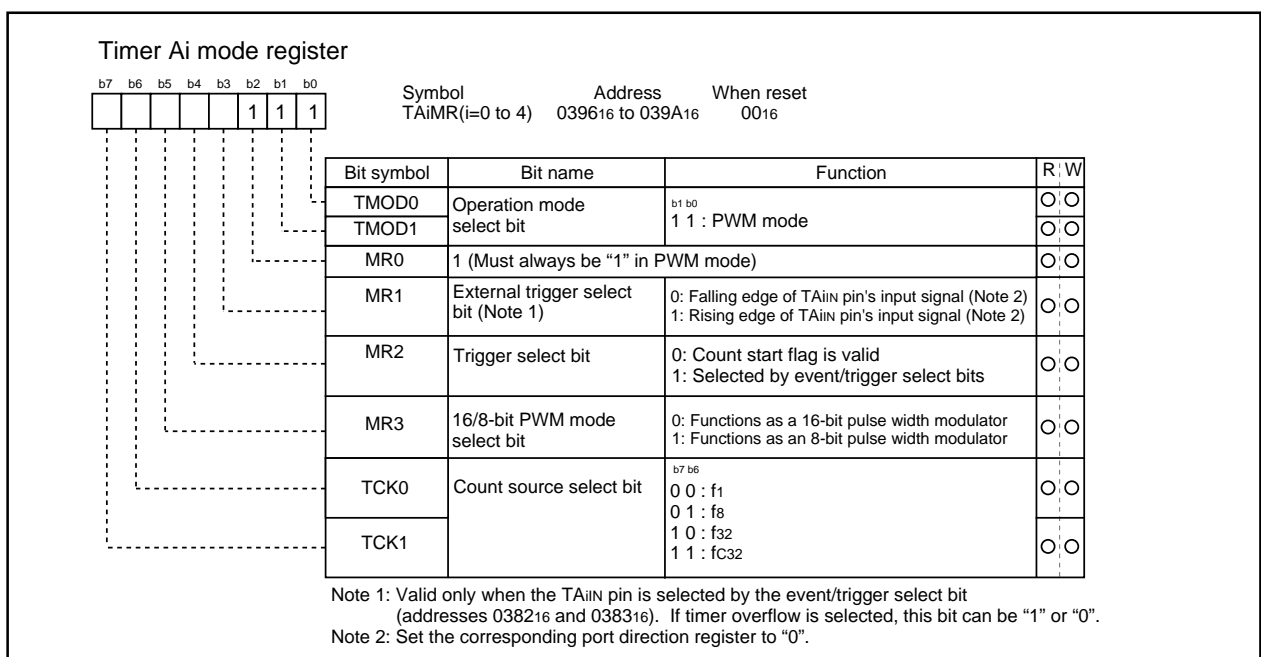 Timer Ai mode register
b7 b6 b5 b4 b3 b2 b1 b0
1 1 1
Symbol Address When reset
TAiMR(i=0 to 4) 039616 to 039A16 0016
Bit symbol Bit name Function R W
TMOD0 Operation mode select bit b1 b0
1 1 : PWM mode
TMOD1
MR0 1 (Must always be “1” in PWM mode)
MR1 External trigger select bit (Note 1) 0: Falling edge of TAiIN pin's input signal (Note 2)
1: Rising edge of TAiIN pin's input signal (Note 2)
MR2 Trigger select bit 0: Count start flag is valid
1: Selected by event/trigger select bits
MR3 16/8-bit PWM mode select bit 0: Functions as a 16-bit pulse width modulator
1: Functions as an 8-bit pulse width modulator
TCK0 Count source select bit b7 b6
0 0 : f1
0 1 : f8
TCK1 1 0 : f32
1 1 : fC32
Note 1: Valid only when the TAiIN pin is selected by the event/trigger select bit
(addresses 038216 and 038316). If timer overflow is selected, this bit can be “1” or “0”.
Note 2: Set the corresponding port direction register to “0”.